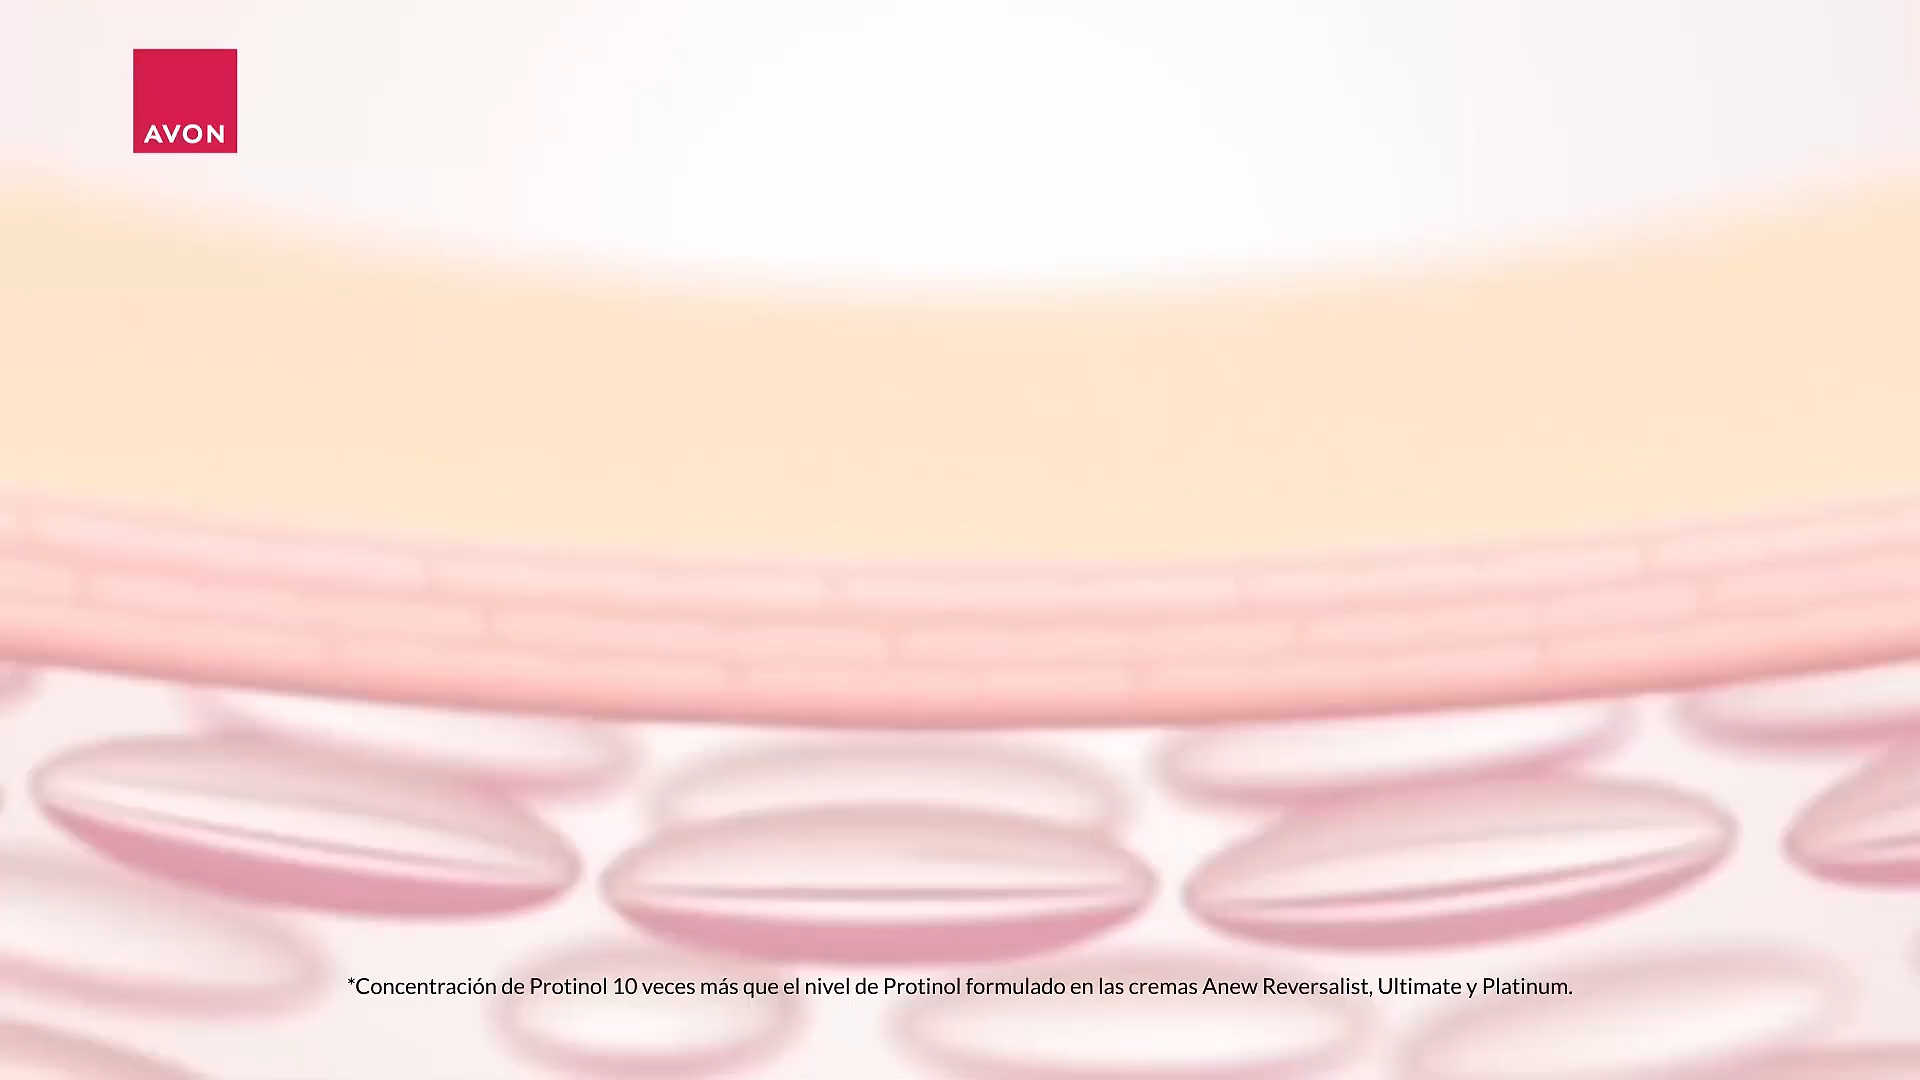 AVON
*Concentración de Protinol 10 veces más que el nivel de Protinol formulado en las cremas Anew Reversalist, Ultimate y Platinum.